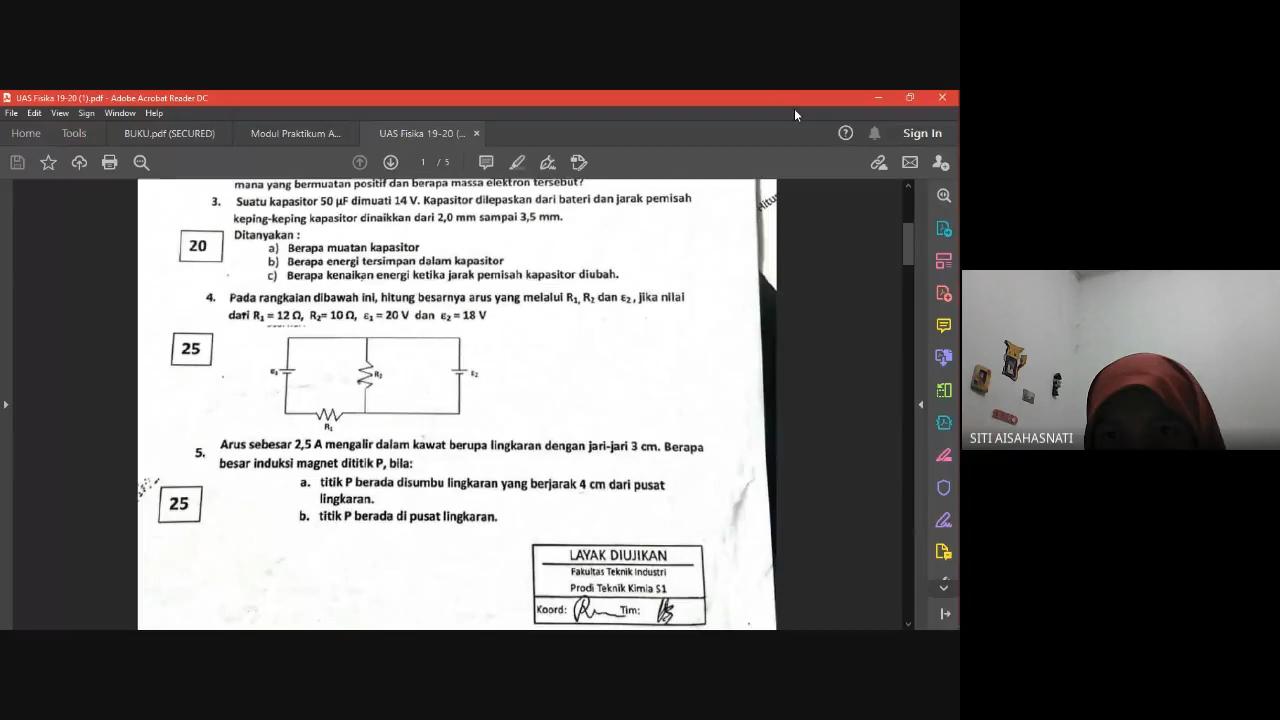 UAS Fisika 19-20 (1).pdf - Adobe Acrobat Reader DC
File Edit View Sign Window Help
Home Tools BUKU.pdf (SECURED) Modul Praktikum A... UAS Fisika 19-20 (... × Sign In
1 / 5
mana yang bermuatan positif dan berapa massa elektron tersebut?
3. Suatu kapasitor 50 µF dimuati 14 V. Kapasitor dilepaskan dari bateri dan jarak pemisah
keping-keping kapasitor dinaikkan dari 2,0 mm sampai 3,5 mm.
20 Ditanyakan :
a) Berapa muatan kapasitor
b) Berapa energi tersimpan dalam kapasitor
c) Berapa kenaikan energi ketika jarak pemisah kapasitor diubah.
4. Pada rangkaian dibawah ini, hitung besarnya arus yang melalui R₁, R₂ dan ε₂, jika nilai
dari R₁ = 12 Ω, R₂= 10 Ω, ε₁ = 20 V dan ε₂ = 18 V
25
ε₁ R₂ ε₂
R₁
5. Arus sebesar 2,5 A mengalir dalam kawat berupa lingkaran dengan jari-jari 3 cm. Berapa
besar induksi magnet dititik P, bila:
25
a. titik P berada disumbu lingkaran yang berjarak 4 cm dari pusat
lingkaran.
b. titik P berada di pusat lingkaran.
LAYAK DIUJIKAN
Fakultas Teknik Industri
Prodi Teknik Kimia S1
Koord: Tim:
SITI AISAHASNATI